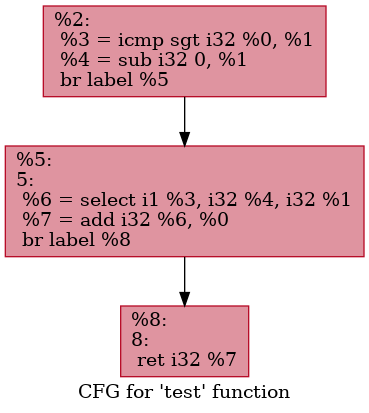 %2:
%3 = icmp sgt i32 %0, %1
%4 = sub i32 0, %1
br label %5
%5:
5:
%6 = select i1 %3, i32 %4, i32 %1
%7 = add i32 %6, %0
br label %8
%8:
8:
ret i32 %7
CFG for 'test' function